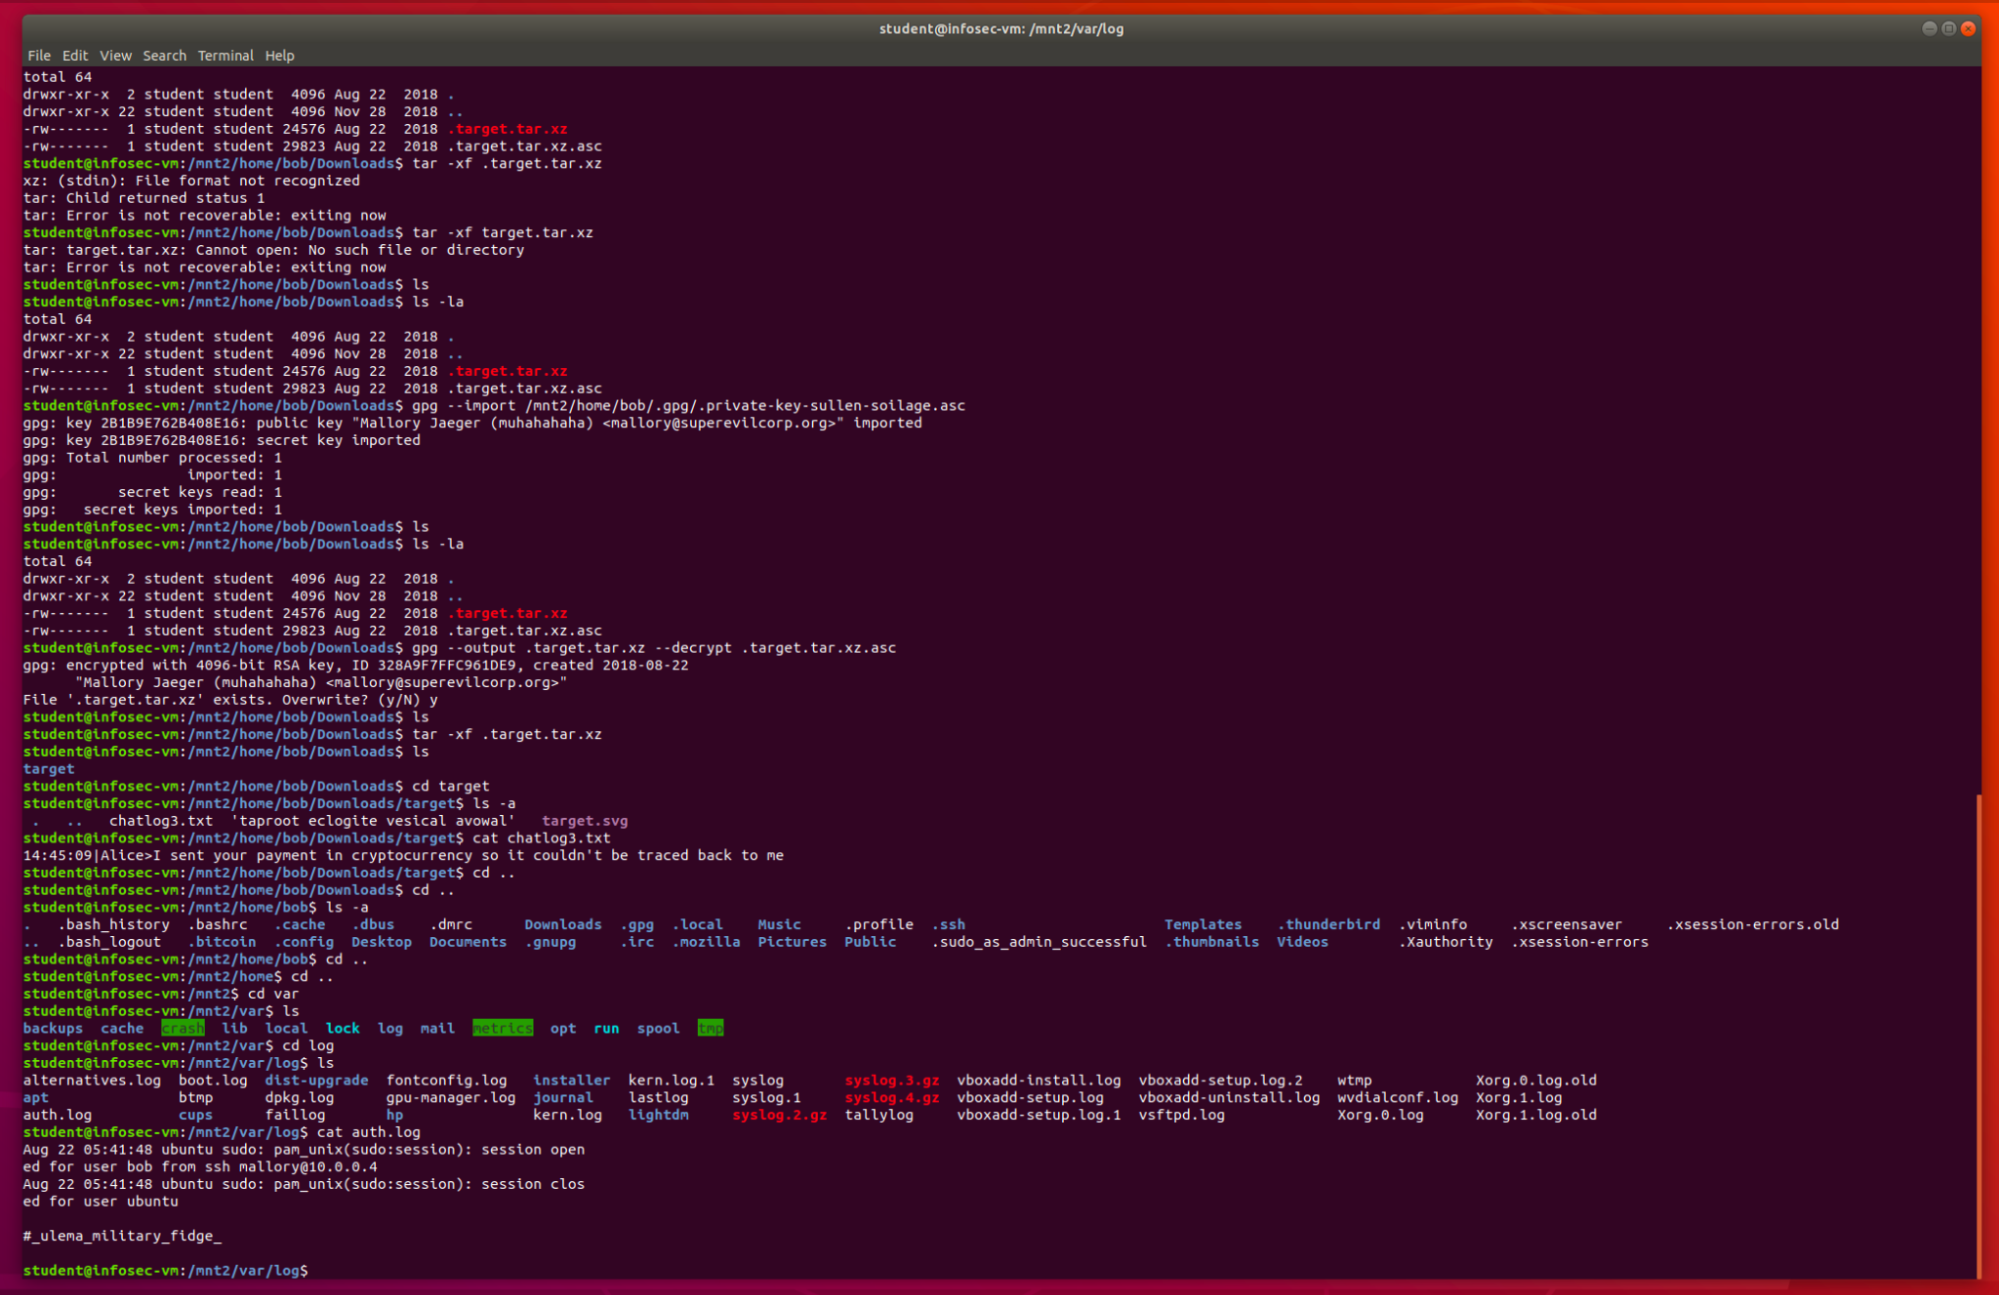 student@infosec-vm: /mnt2/var/log
File Edit View Search Terminal Help
total 64
drwxr-xr-x  2 student student  4096 Aug 22  2018 .
drwxr-xr-x 22 student student  4096 Nov 28  2018 ..
-rw-------  1 student student 24576 Aug 22  2018 .target.tar.xz
-rw-------  1 student student 29823 Aug 22  2018 .target.tar.xz.asc
student@infosec-vm:/mnt2/home/bob/Downloads$ tar -xf .target.tar.xz
xz: (stdin): File format not recognized
tar: Child returned status 1
tar: Error is not recoverable: exiting now
student@infosec-vm:/mnt2/home/bob/Downloads$ tar -xf target.tar.xz
tar: target.tar.xz: Cannot open: No such file or directory
tar: Error is not recoverable: exiting now
student@infosec-vm:/mnt2/home/bob/Downloads$ ls
student@infosec-vm:/mnt2/home/bob/Downloads$ ls -la
total 64
drwxr-xr-x  2 student student  4096 Aug 22  2018 .
drwxr-xr-x 22 student student  4096 Nov 28  2018 ..
-rw-------  1 student student 24576 Aug 22  2018 .target.tar.xz
-rw-------  1 student student 29823 Aug 22  2018 .target.tar.xz.asc
student@infosec-vm:/mnt2/home/bob/Downloads$ gpg --import /mnt2/home/bob/.gpg/.private-key-sullen-soilage.asc
gpg: key 2B1B9E762B408E16: public key "Mallory Jaeger (muhahahaha) <mallory@superevilcorp.org>" imported
gpg: key 2B1B9E762B408E16: secret key imported
gpg: Total number processed: 1
gpg:               imported: 1
gpg:       secret keys read: 1
gpg:   secret keys imported: 1
student@infosec-vm:/mnt2/home/bob/Downloads$ ls
student@infosec-vm:/mnt2/home/bob/Downloads$ ls -la
total 64
drwxr-xr-x  2 student student  4096 Aug 22  2018 .
drwxr-xr-x 22 student student  4096 Nov 28  2018 ..
-rw-------  1 student student 24576 Aug 22  2018 .target.tar.xz
-rw-------  1 student student 29823 Aug 22  2018 .target.tar.xz.asc
student@infosec-vm:/mnt2/home/bob/Downloads$ gpg --output .target.tar.xz --decrypt .target.tar.xz.asc
gpg: encrypted with 4096-bit RSA key, ID 328A9F7FFC961DE9, created 2018-08-22
      "Mallory Jaeger (muhahahaha) <mallory@superevilcorp.org>"
File '.target.tar.xz' exists. Overwrite? (y/N) y
student@infosec-vm:/mnt2/home/bob/Downloads$ ls
student@infosec-vm:/mnt2/home/bob/Downloads$ tar -xf .target.tar.xz
student@infosec-vm:/mnt2/home/bob/Downloads$ ls
target
student@infosec-vm:/mnt2/home/bob/Downloads$ cd target
student@infosec-vm:/mnt2/home/bob/Downloads/target$ ls -a
.   ..   chatlog3.txt  'taproot eclogite vesical avowal'   target.svg
student@infosec-vm:/mnt2/home/bob/Downloads/target$ cat chatlog3.txt
14:45:09|Alice>I sent your payment in cryptocurrency so it couldn't be traced back to me
student@infosec-vm:/mnt2/home/bob/Downloads/target$ cd ..
student@infosec-vm:/mnt2/home/bob/Downloads$ cd ..
student@infosec-vm:/mnt2/home/bob$ ls -a
.   .bash_history  .bashrc   .cache   .dbus    .dmrc      Downloads  .gpg  .local    Music     .profile  .ssh                       Templates    .thunderbird  .viminfo     .xscreensaver     .xsession-errors.old
..  .bash_logout   .bitcoin  .config  Desktop  Documents  .gnupg     .irc  .mozilla  Pictures  Public    .sudo_as_admin_successful  .thumbnails  Videos        .Xauthority  .xsession-errors
student@infosec-vm:/mnt2/home/bob$ cd ..
student@infosec-vm:/mnt2/home$ cd ..
student@infosec-vm:/mnt2$ cd var
student@infosec-vm:/mnt2/var$ ls
backups  cache  crash  lib  local  lock  log  mail  metrics  opt  run  spool  tmp
student@infosec-vm:/mnt2/var$ cd log
student@infosec-vm:/mnt2/var/log$ ls
alternatives.log  boot.log  dist-upgrade  fontconfig.log   installer  kern.log.1  syslog       syslog.3.gz  vboxadd-install.log  vboxadd-setup.log.2    wtmp           Xorg.0.log.old
apt               btmp      dpkg.log      gpu-manager.log  journal    lastlog     syslog.1     syslog.4.gz  vboxadd-setup.log    vboxadd-uninstall.log  wvdialconf.log  Xorg.1.log
auth.log          cups      faillog       hp               kern.log   lightdm     syslog.2.gz  tallylog     vboxadd-setup.log.1  vsftpd.log             Xorg.0.log      Xorg.1.log.old
student@infosec-vm:/mnt2/var/log$ cat auth.log
Aug 22 05:41:48 ubuntu sudo: pam_unix(sudo:session): session open
ed for user bob from ssh mallory@10.0.0.4
Aug 22 05:41:48 ubuntu sudo: pam_unix(sudo:session): session clos
ed for user ubuntu
#_ulema_military_fidge_
student@infosec-vm:/mnt2/var/log$